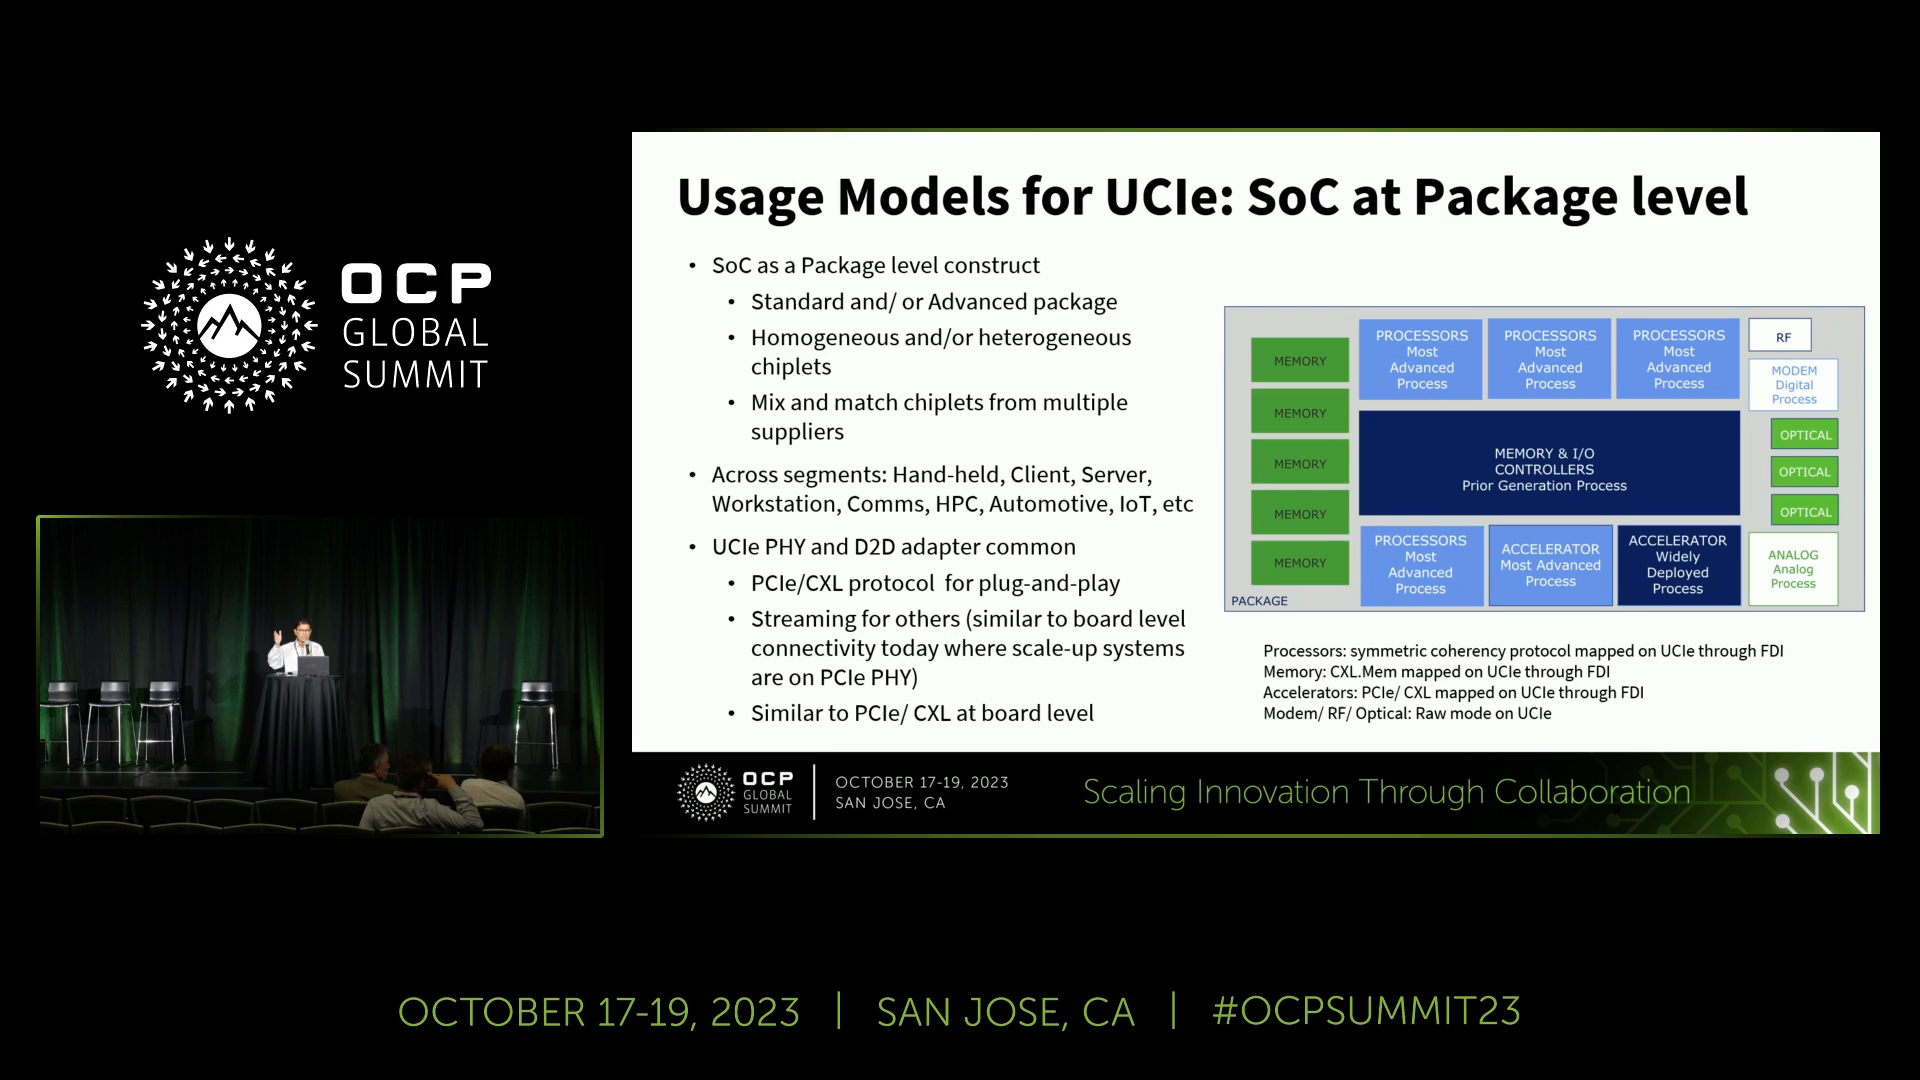 OCP
GLOBAL
SUMMIT
Usage Models for UCIe: SoC at Package level
• SoC as a Package level construct
• Standard and/ or Advanced package
• Homogeneous and/or heterogeneous
chiplets
• Mix and match chiplets from multiple
suppliers
• Across segments: Hand-held, Client, Server,
Workstation, Comms, HPC, Automotive, IoT, etc
• UCIe PHY and D2D adapter common
• PCIe/CXL protocol for plug-and-play
• Streaming for others (similar to board level
connectivity today where scale-up systems
are on PCIe PHY)
• Similar to PCIe/ CXL at board level
MEMORY
MEMORY
MEMORY
MEMORY
MEMORY
PACKAGE
PROCESSORS
Most
Advanced
Process
PROCESSORS
Most
Advanced
Process
PROCESSORS
Most
Advanced
Process
MEMORY & I/O
CONTROLLERS
Prior Generation Process
PROCESSORS
Most
Advanced
Process
ACCELERATOR
Most Advanced
Process
ACCELERATOR
Widely
Deployed
Process
RF
MODEM
Digital
Process
OPTICAL
OPTICAL
OPTICAL
ANALOG
Analog
Process
Processors: symmetric coherency protocol mapped on UCIe through FDI
Memory: CXL.Mem mapped on UCIe through FDI
Accelerators: PCIe/ CXL mapped on UCIe through FDI
Modem/ RF/ Optical: Raw mode on UCIe
OCP
GLOBAL
SUMMIT
OCTOBER 17-19, 2023
SAN JOSE, CA
Scaling Innovation Through Collaboration
OCTOBER 17-19, 2023 | SAN JOSE, CA | #OCPSUMMIT23